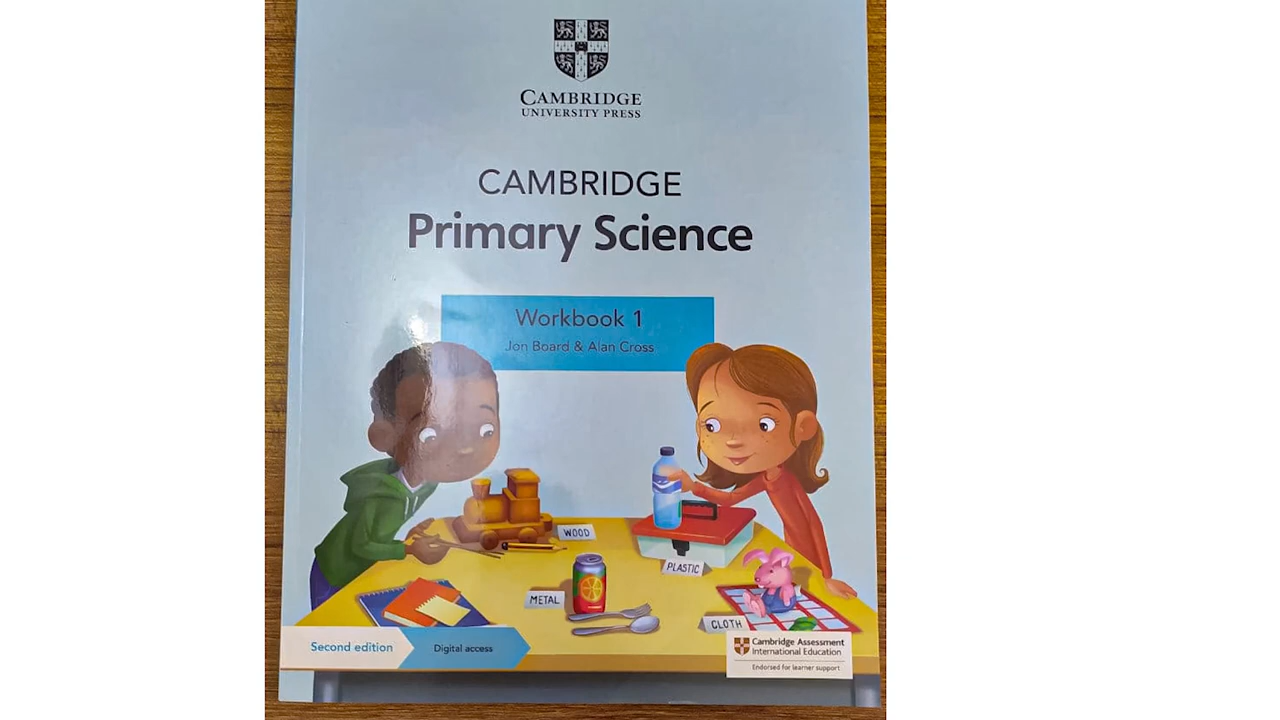 CAMBRIDGE
UNIVERSITY PRESS
CAMBRIDGE
Primary Science
Workbook 1
Jon Board & Alan Cross
WOOD
PLASTIC
METAL
CLOTH
Second edition
Digital access
Cambridge Assessment
International Education
Endorsed for learner support